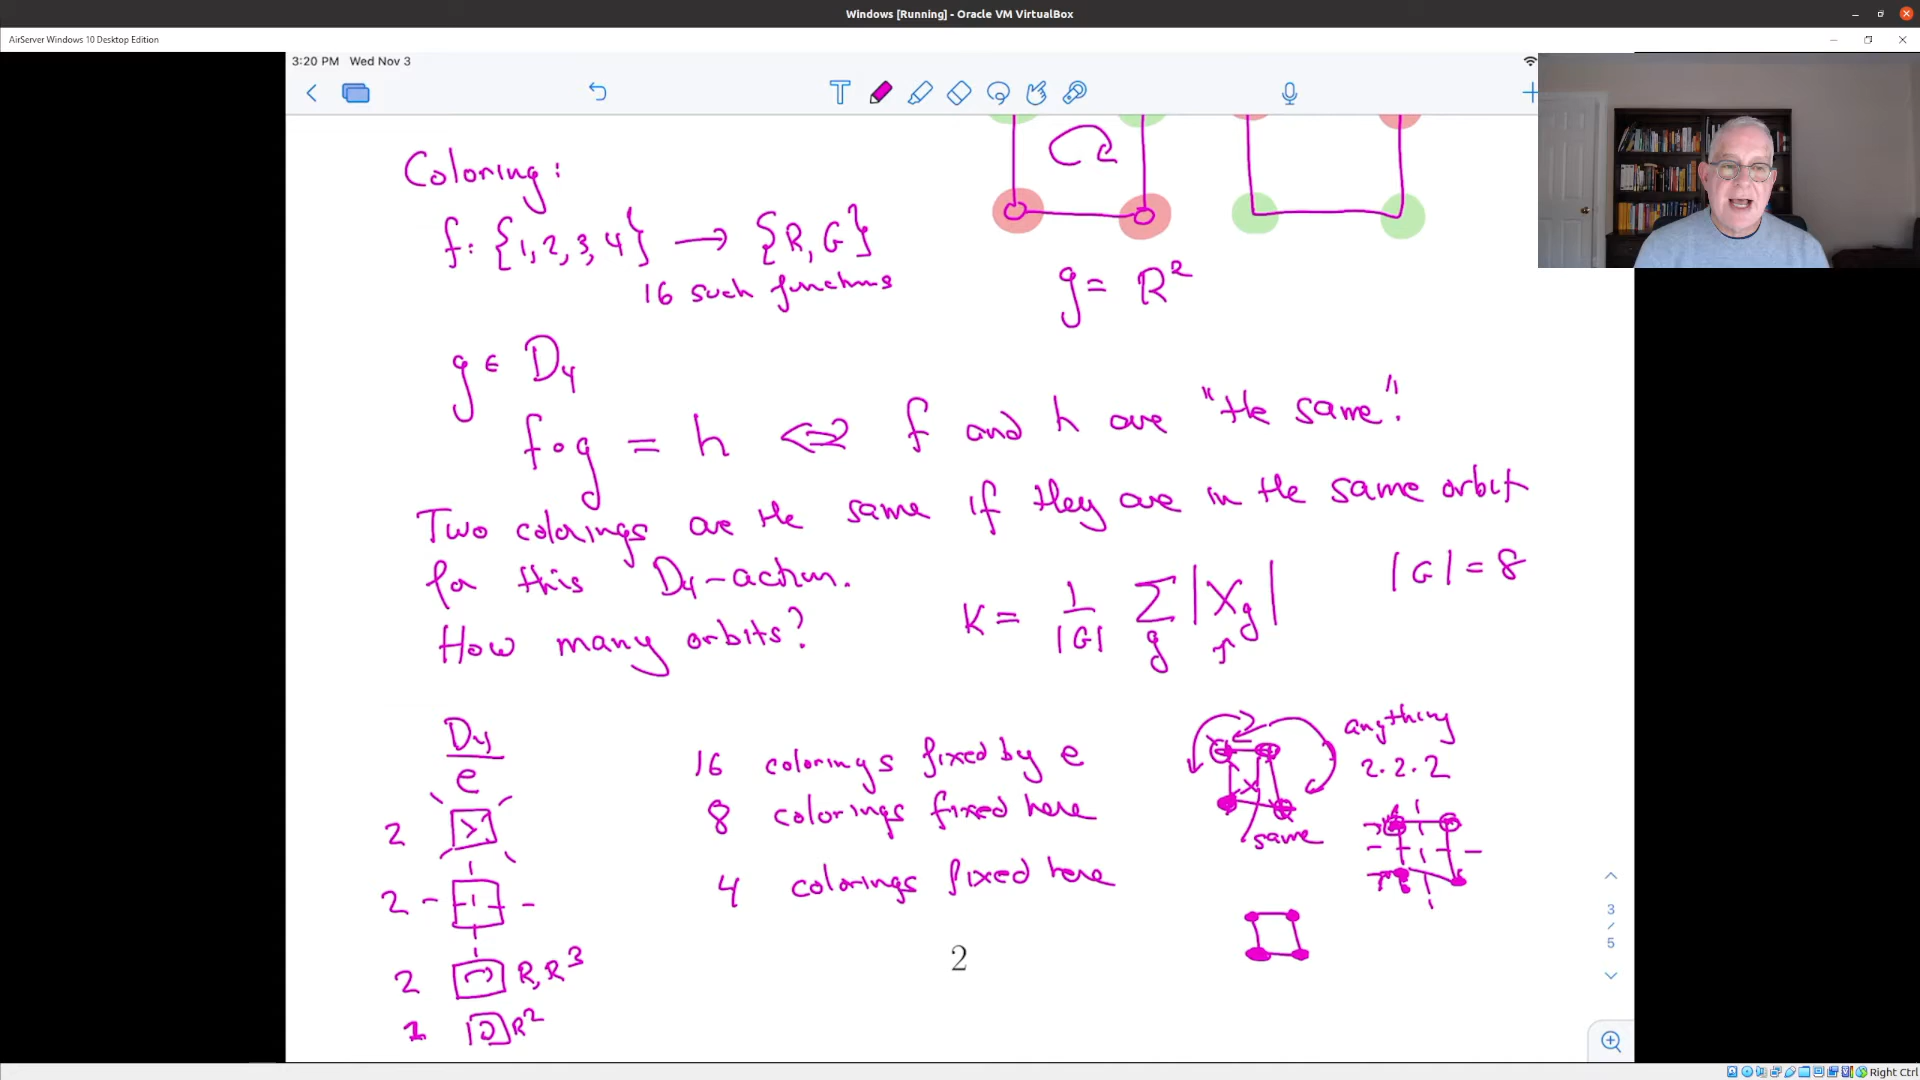 Windows [Running] - Oracle VM VirtualBox
AirServer Windows 10 Desktop Edition
3:20 PM Wed Nov 3
Coloring:
f: {1,2,3,4} → {R, G}
16 such functions
g = R²
g ∈ D4
f∘g = h ⇔ f and h are "the same".
Two colorings are the same if they are in the same orbit
for this D4-action.
How many orbits?
K = 1/|G| Σg |Xg|
|G| = 8
D4
e
16 colorings fixed by e
anything
2·2·2
2
8 colorings fixed here
same
2
4 colorings fixed here
2 R, R³
1 R²
2
3
/
5
Right Ctrl